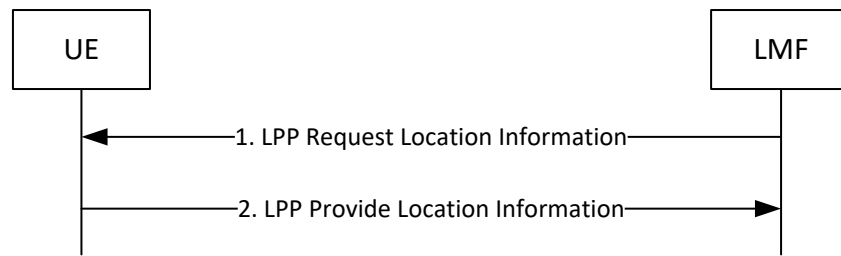 UE
LMF
1. LPP Request Location Information
2. LPP Provide Location Information